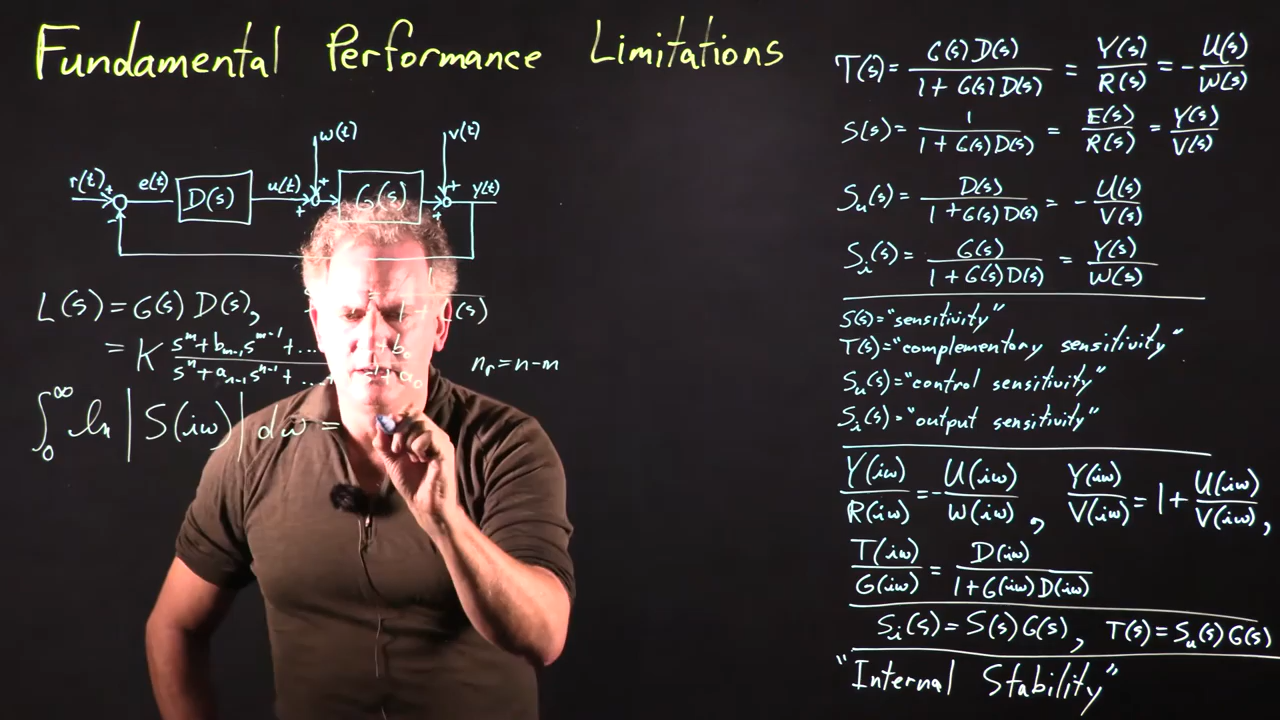 Fundamental Performance Limitations
r(t) + - e(t) D(s) u(t) + w(t) + G(s) + v(t) + y(t)
L(s) = G(s) D(s),
= K (s^m + b_{m-1} s^{m-1} + ... + b_0) / (s^n + a_{n-1} s^{n-1} + ... + a_0) n_r = n-m
∫_0^∞ ln |S(iω)| dω =
T(s) = G(s) D(s) / (1 + G(s) D(s)) = Y(s)/R(s) = - U(s)/W(s)
S(s) = 1 / (1 + G(s) D(s)) = E(s)/R(s) = Y(s)/V(s)
S_u(s) = D(s) / (1 + G(s) D(s)) = - U(s)/V(s)
S_i(s) = G(s) / (1 + G(s) D(s)) = Y(s)/W(s)
S(s) = "sensitivity"
T(s) = "complementary sensitivity"
S_u(s) = "control sensitivity"
S_i(s) = "output sensitivity"
Y(iω)/R(iω) = - U(iω)/W(iω), Y(iω)/V(iω) = 1 + U(iω)/V(iω),
T(iω)/G(iω) = D(iω) / (1 + G(iω) D(iω))
S_i(s) = S(s) G(s), T(s) = S_u(s) G(s)
"Internal Stability"